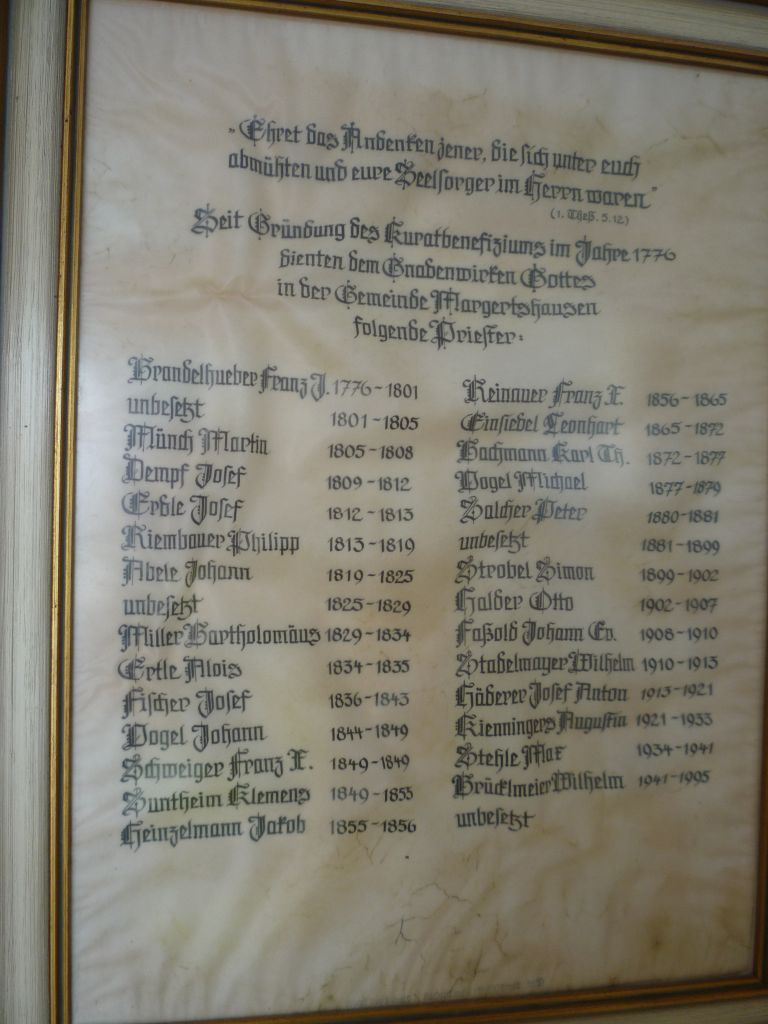 „Ehret das Andenken jener, die sich unter euch
abmühten und eure Seelsorger im Herrn waren“
(1. Theß. 5.12)
Seit Gründung des Kuratbenefiziums im Jahre 1776
dienten dem Gnadenwirken Gottes
in der Gemeinde Margertshausen
folgende Priester:
Brandelhueber Franz J. 1776-1801
unbesetzt 1801-1805
Münch Martin 1805-1808
Dempf Josef 1809-1812
Erdle Josef 1812-1813
Riembauer Philipp 1813-1819
Abele Johann 1819-1825
unbesetzt 1825-1829
Miller Bartholomäus 1829-1834
Ertle Alois 1834-1835
Fischer Josef 1836-1843
Vogel Johann 1844-1849
Schweiger Franz X. 1849-1849
Suntheim Klemens 1849-1855
Heinzelmann Jakob 1855-1856
Reinauer Franz X. 1856-1865
Einsiedel Leonhart 1865-1872
Bachmann Karl Th. 1872-1877
Vogel Michael 1877-1879
Salcher Peter 1880-1881
unbesetzt 1881-1899
Strobel Simon 1899-1902
Halder Otto 1902-1907
Faßold Johann Ev. 1908-1910
Stadelmayer Wilhelm 1910-1913
Häderer Josef Anton 1913-1921
Kienningers Augustin 1921-1933
Stehle Max 1934-1941
Brücklmeier Wilhelm 1941-1995
unbesetzt